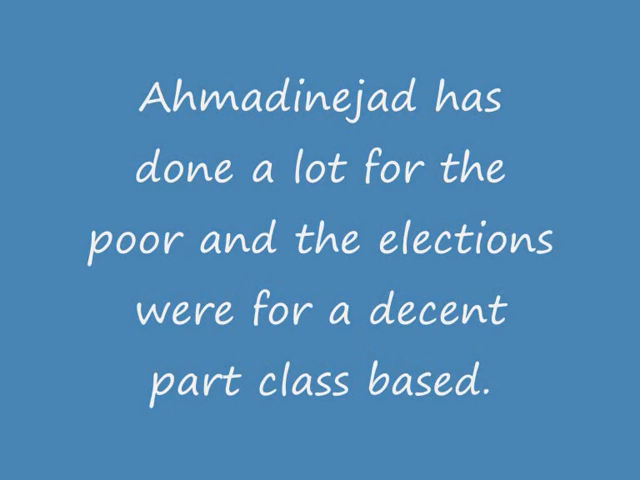 Ahmadinejad has
done a lot for the
poor and the elections
were for a decent
part class based.